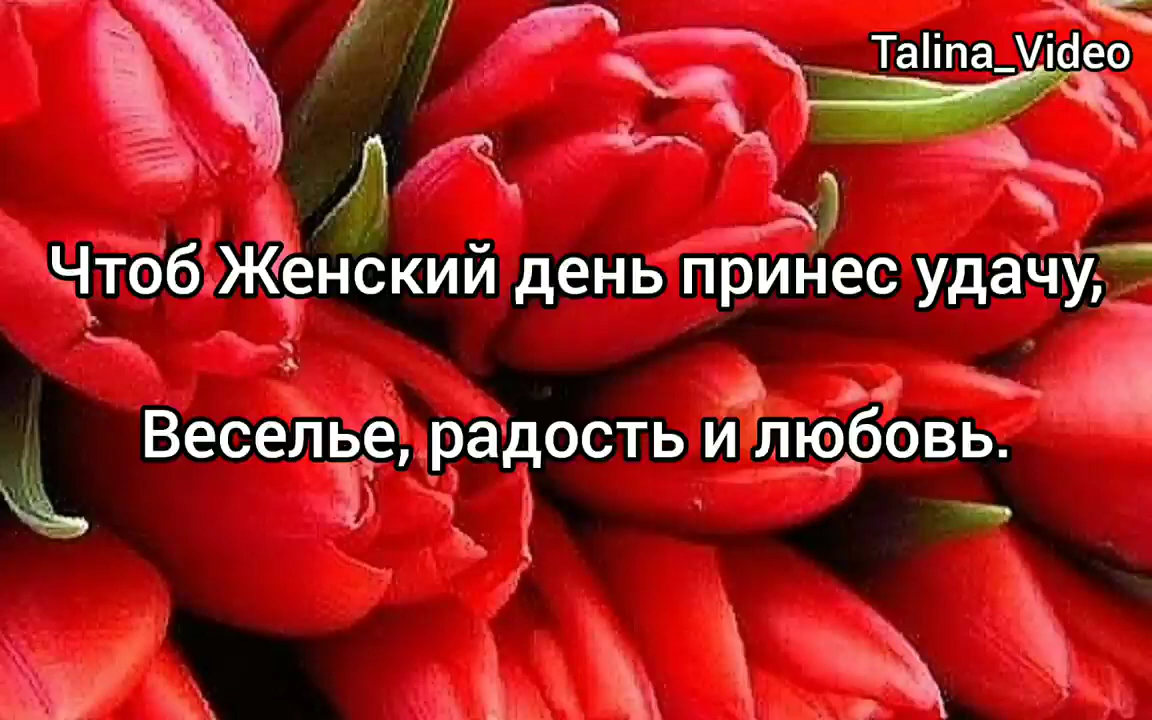 Talina_Video
Чтоб Женский день принес удачу,
Веселье, радость и любовь.